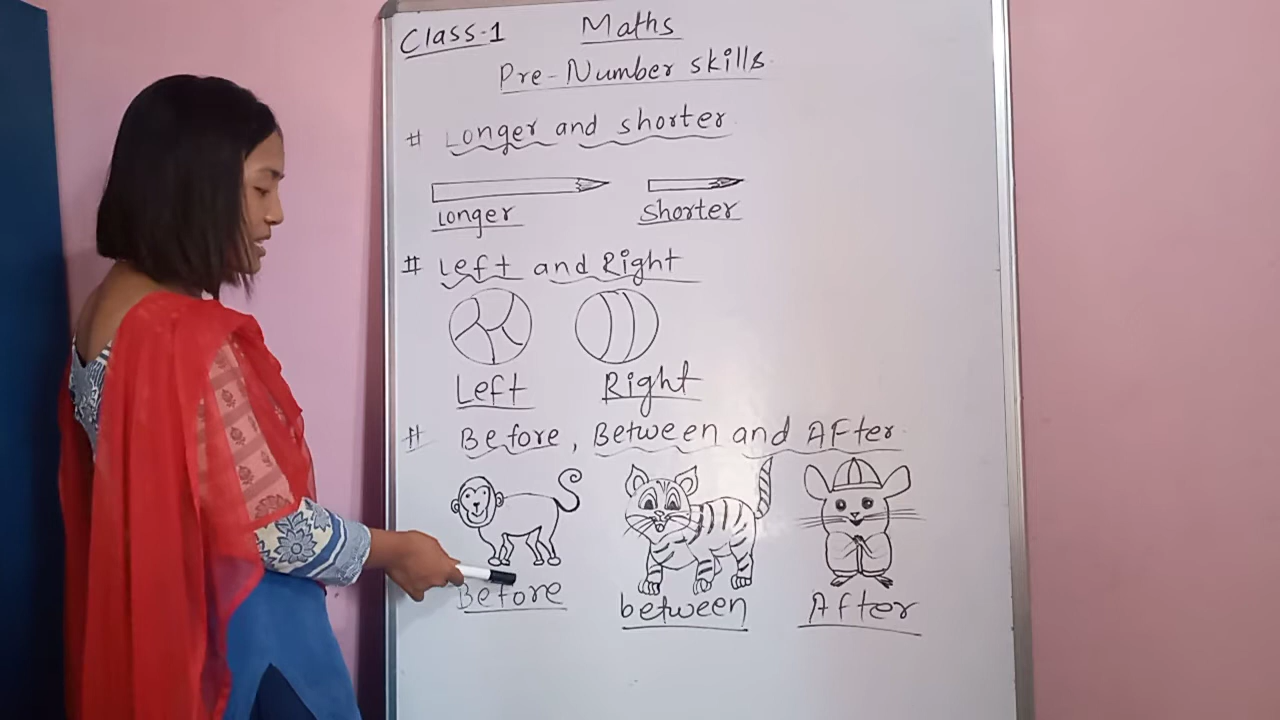 Class-1 Maths
Pre-Number skills
# Longer and shorter
Longer shorter
# Left and Right
Left Right
# Before, Between and After
Before between After